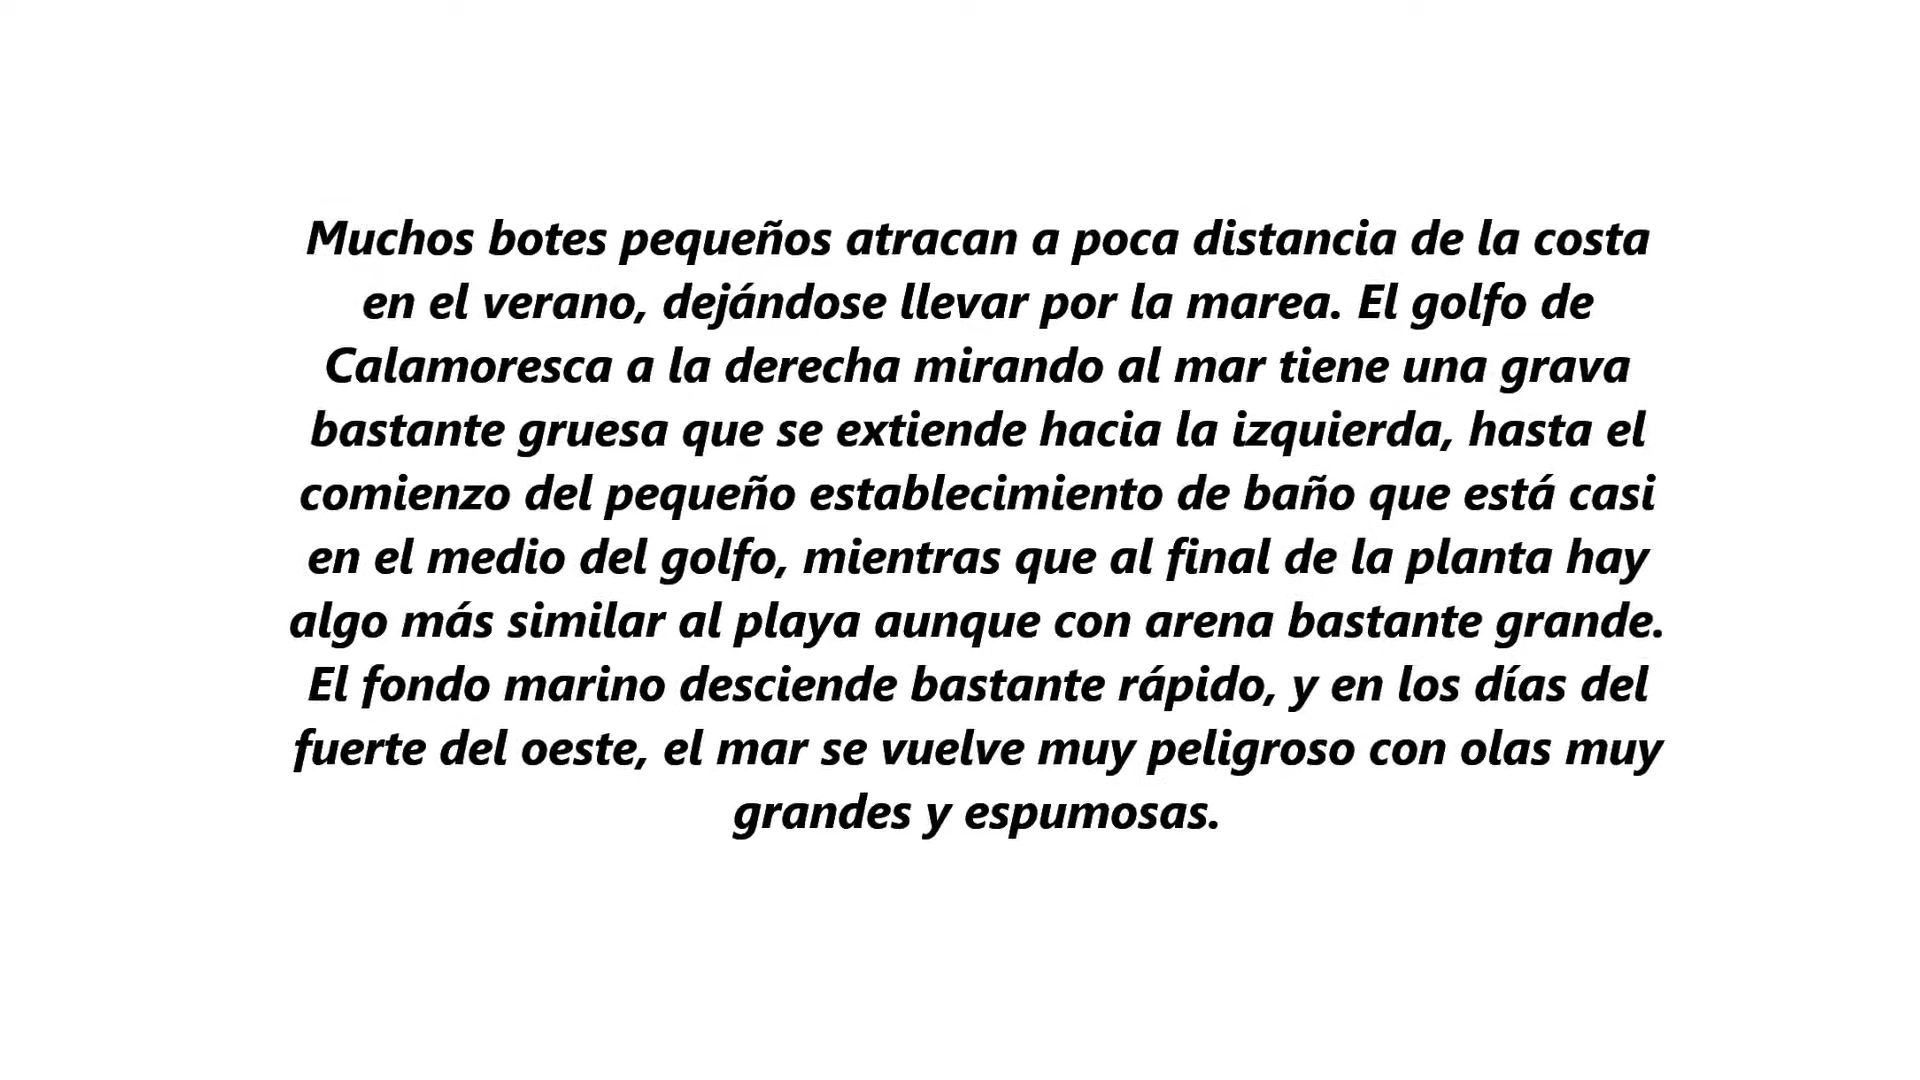 Muchos botes pequeños atracan a poca distancia de la costa
en el verano, dejándose llevar por la marea. El golfo de
Calamoresca a la derecha mirando al mar tiene una grava
bastante gruesa que se extiende hacia la izquierda, hasta el
comienzo del pequeño establecimiento de baño que está casi
en el medio del golfo, mientras que al final de la planta hay
algo más similar al playa aunque con arena bastante grande.
El fondo marino desciende bastante rápido, y en los días del
fuerte del oeste, el mar se vuelve muy peligroso con olas muy
grandes y espumosas.